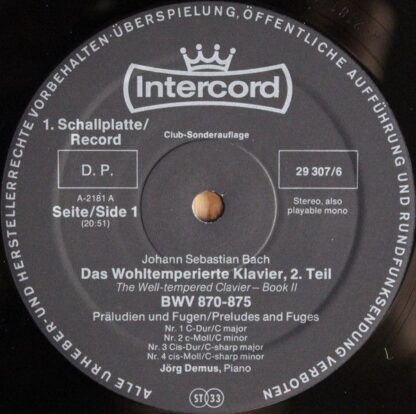 ALLE URHEBER- UND HERSTELLERRECHTE VORBEHALTEN · ÜBERSPIELUNG, ÖFFENTLICHE AUFFÜHRUNG UND RUNDFUNKSENDUNG VERBOTEN
Intercord
1. Schallplatte/
Record
Club-Sonderauflage
D. P.
29 307/6
A-2181 A
Seite/Side 1
(20:51)
Stereo, also
playable mono
Johann Sebastian Bach
Das Wohltemperierte Klavier, 2. Teil
The Well-tempered Clavier – Book II
BWV 870-875
Präludien und Fugen/Preludes and Fuges
Nr. 1 C-Dur/C major
Nr. 2 c-Moll/C minor
Nr. 3 Cis-Dur/C-sharp major
Nr. 4 cis-Moll/C-sharp minor
Jörg Demus, Piano
ST 33